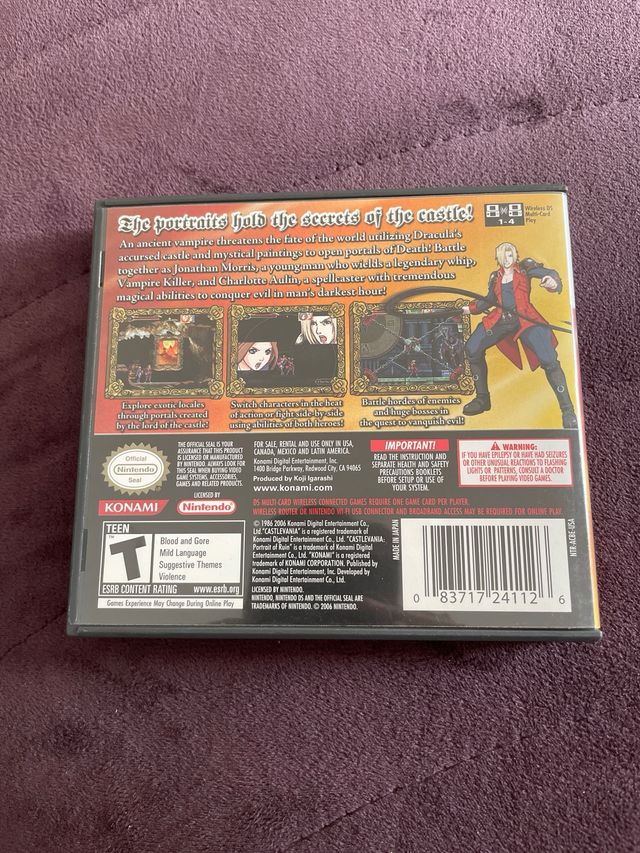 The portraits hold the secrets of the castle!
Wireless DS
Multi-Card
Play
1-4
An ancient vampire threatens the fate of the world utilizing Dracula's
accursed castle and mystical paintings to open portals of Death! Battle
together as Jonathan Morris, a young man who wields a legendary whip,
Vampire Killer, and Charlotte Aulin, a spellcaster with tremendous
magical abilities to conquer evil in man's darkest hour!
Explore exotic locales
through portals created
by the lord of the castle!
Switch characters in the heat
of action or fight side-by-side
using abilities of both heroes!
Battle hordes of enemies
and huge bosses in
the quest to vanquish evil!
Official
Nintendo
Seal
THE OFFICIAL SEAL IS YOUR
ASSURANCE THAT THIS PRODUCT
IS LICENSED OR MANUFACTURED
BY NINTENDO. ALWAYS LOOK FOR
THIS SEAL WHEN BUYING VIDEO
GAME SYSTEMS, ACCESSORIES,
GAMES AND RELATED PRODUCTS.
KONAMI
LICENSED BY
Nintendo®
FOR SALE, RENTAL AND USE ONLY IN USA,
CANADA, MEXICO AND LATIN AMERICA.
Konami Digital Entertainment, Inc.
1400 Bridge Parkway, Redwood City, CA 94065
Produced by Koji Igarashi
www.konami.com
IMPORTANT!
READ THE INSTRUCTION AND
SEPARATE HEALTH AND SAFETY
PRECAUTIONS BOOKLETS
BEFORE SETUP OR USE OF
YOUR SYSTEM.
WARNING:
IF YOU HAVE EPILEPSY OR HAVE HAD SEIZURES
OR OTHER UNUSUAL REACTIONS TO FLASHING
LIGHTS OR PATTERNS, CONSULT A DOCTOR
BEFORE PLAYING VIDEO GAMES.
DS MULTI-CARD WIRELESS CONNECTED GAMES REQUIRE ONE GAME CARD PER PLAYER.
WIRELESS ROUTER OR NINTENDO WI-FI USB CONNECTOR AND BROADBAND ACCESS MAY BE REQUIRED FOR ONLINE PLAY.
TEEN
T
Blood and Gore
Mild Language
Suggestive Themes
Violence
ESRB CONTENT RATING www.esrb.org
Games Experience May Change During Online Play
© 1986 2006 Konami Digital Entertainment Co.,
Ltd. "CASTLEVANIA" is a registered trademark of
Konami Digital Entertainment Co., Ltd. "CASTLEVANIA:
Portrait of Ruin" is a trademark of Konami Digital
Entertainment Co., Ltd. "KONAMI" is a registered
trademark of KONAMI CORPORATION. Published by
Konami Digital Entertainment, Inc. Developed by
Konami Digital Entertainment Co., Ltd.
LICENSED BY NINTENDO.
NINTENDO, NINTENDO DS AND THE OFFICIAL SEAL ARE
TRADEMARKS OF NINTENDO. © 2006 NINTENDO.
MADE IN JAPAN
0 83717 24112 6
NTR-ACBE-USA